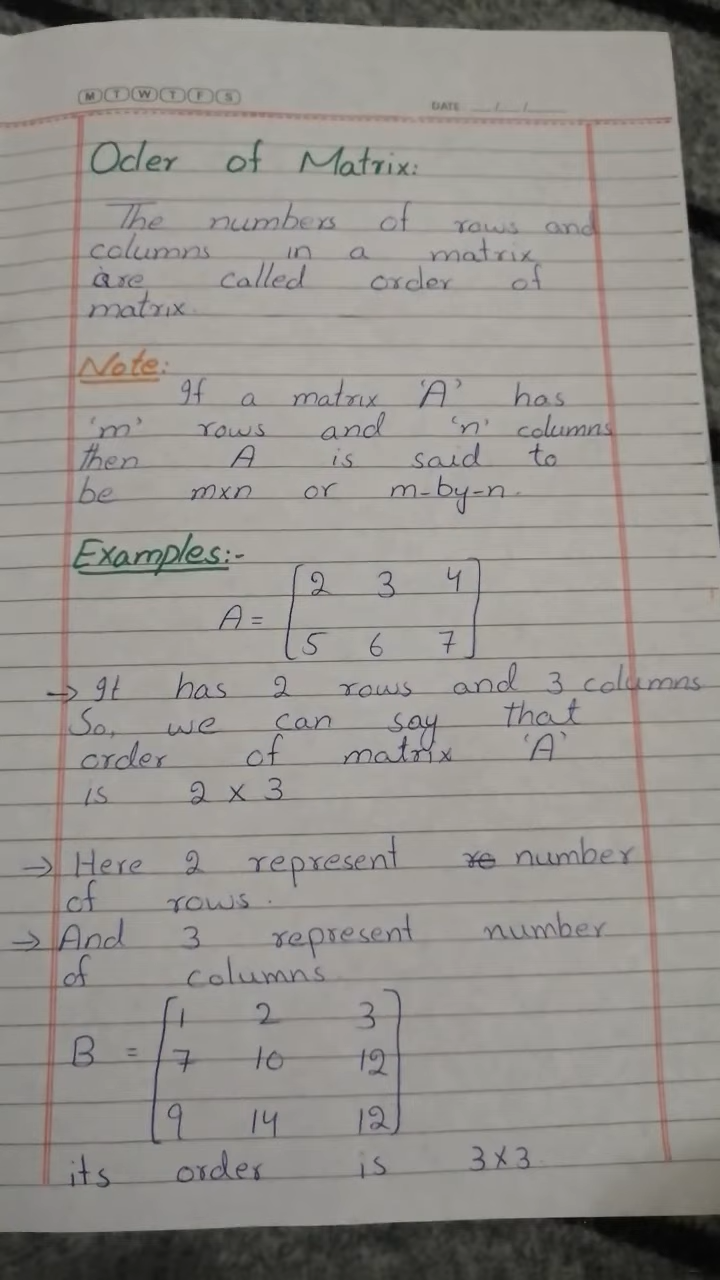 M T W T F S
DATE __/__/__
Oder of Matrix:
The numbers of rows and
columns in a matrix
are called order of
matrix.
Note:
If a matrix 'A' has
'm' rows and 'n' columns
then A is said to
be mxn or m-by-n.
Examples:-
2 3 4
A =
5 6 7
→ It has 2 rows and 3 columns
So, we can say that
order of matrix 'A'
is 2 x 3
→ Here 2 represent re number
of rows.
→ And 3 represent number
of columns
1 2 3
B = 7 10 12
9 14 12
its order is 3x3